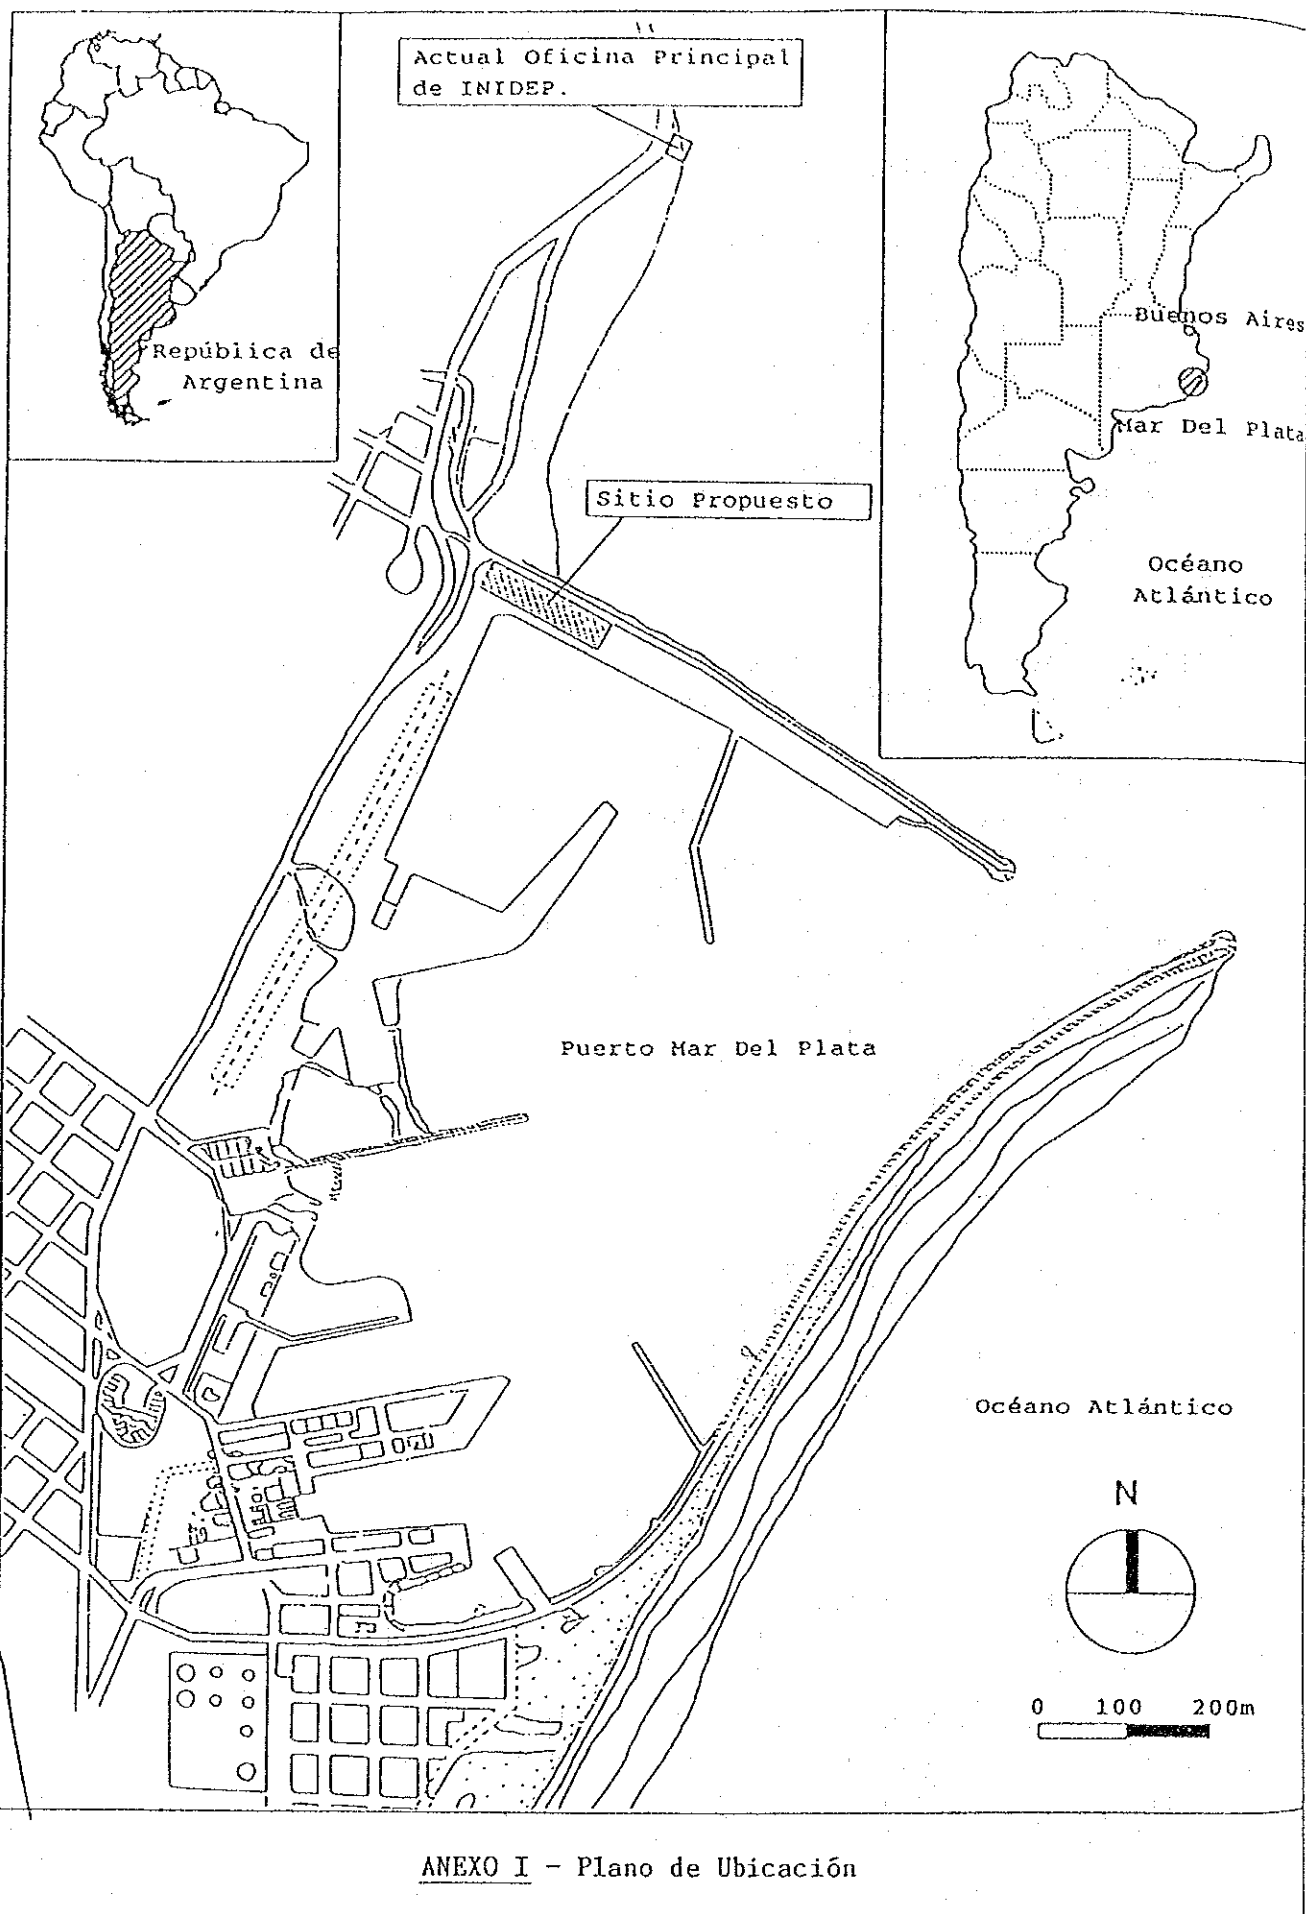 Actual Oficina Principal
de INIDEP.
República de
Argentina
Buenos Aires
Mar Del Plata
Océano
Atlántico
Sitio Propuesto
Puerto Mar Del Plata
Océano Atlántico
N
0 100 200m
ANEXO I - Plano de Ubicación